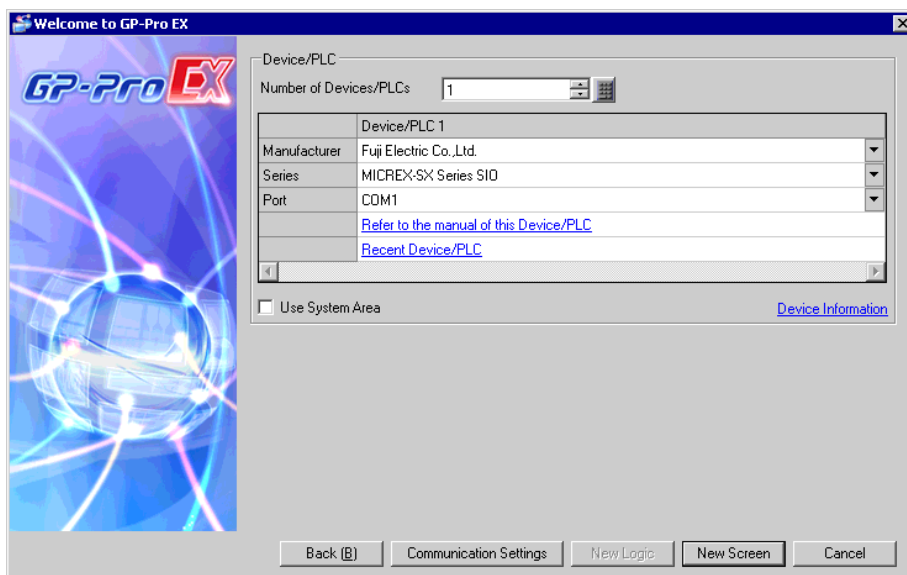 Welcome to GP-Pro EX
GP-Pro EX
Device/PLC
Number of Devices/PLCs 1
Device/PLC 1
Manufacturer Fuji Electric Co.,Ltd.
Series MICREX-SX Series SIO
Port COM1
Refer to the manual of this Device/PLC
Recent Device/PLC
Use System Area Device Information
Back (B) Communication Settings New Logic New Screen Cancel